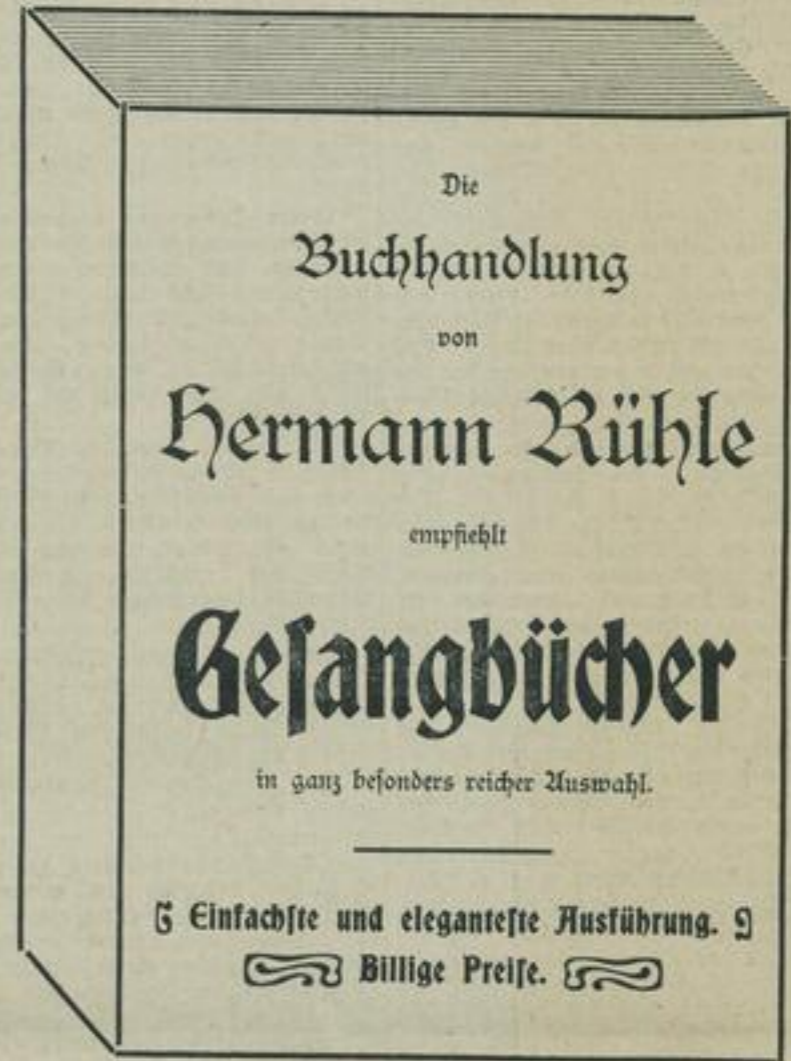 Die
Buchhandlung
von
Hermann Rühle
empfiehlt
Geſangbücher
in ganz beſonders reicher Auswahl.
Einfachſte und eleganteſte Ausführung.
Billige Preiſe.